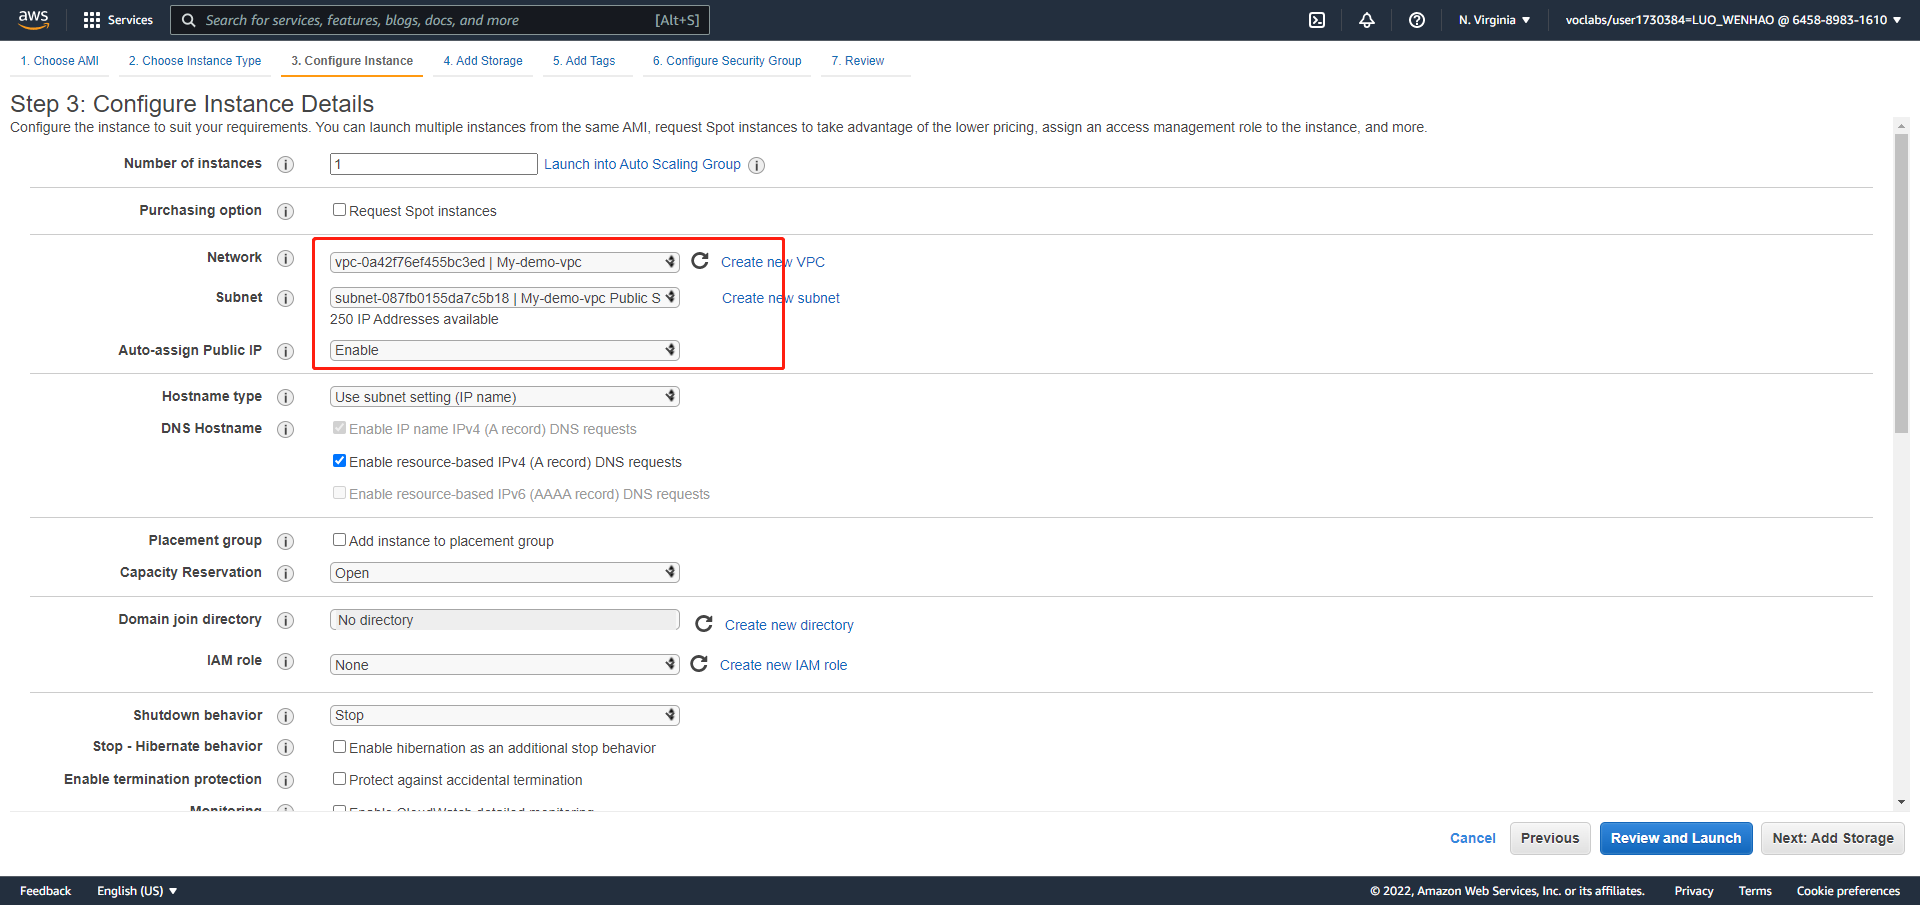 aws Services Search for services, features, blogs, docs, and more [Alt+S] N. Virginia voclabs/user1730384=LUO_WENHAO @ 6458-8983-1610
1. Choose AMI 2. Choose Instance Type 3. Configure Instance 4. Add Storage 5. Add Tags 6. Configure Security Group 7. Review
Step 3: Configure Instance Details
Configure the instance to suit your requirements. You can launch multiple instances from the same AMI, request Spot instances to take advantage of the lower pricing, assign an access management role to the instance, and more.
Number of instances 1 Launch into Auto Scaling Group
Purchasing option Request Spot instances
Network vpc-0a42f76ef455bc3ed | My-demo-vpc Create new VPC
Subnet subnet-087fb0155da7c5b18 | My-demo-vpc Public S Create new subnet
250 IP Addresses available
Auto-assign Public IP Enable
Hostname type Use subnet setting (IP name)
DNS Hostname Enable IP name IPv4 (A record) DNS requests
Enable resource-based IPv4 (A record) DNS requests
Enable resource-based IPv6 (AAAA record) DNS requests
Placement group Add instance to placement group
Capacity Reservation Open
Domain join directory No directory Create new directory
IAM role None Create new IAM role
Shutdown behavior Stop
Stop - Hibernate behavior Enable hibernation as an additional stop behavior
Enable termination protection Protect against accidental termination
Monitoring Enable CloudWatch detailed monitoring
Cancel Previous Review and Launch Next: Add Storage
Feedback English (US) © 2022, Amazon Web Services, Inc. or its affiliates. Privacy Terms Cookie preferences